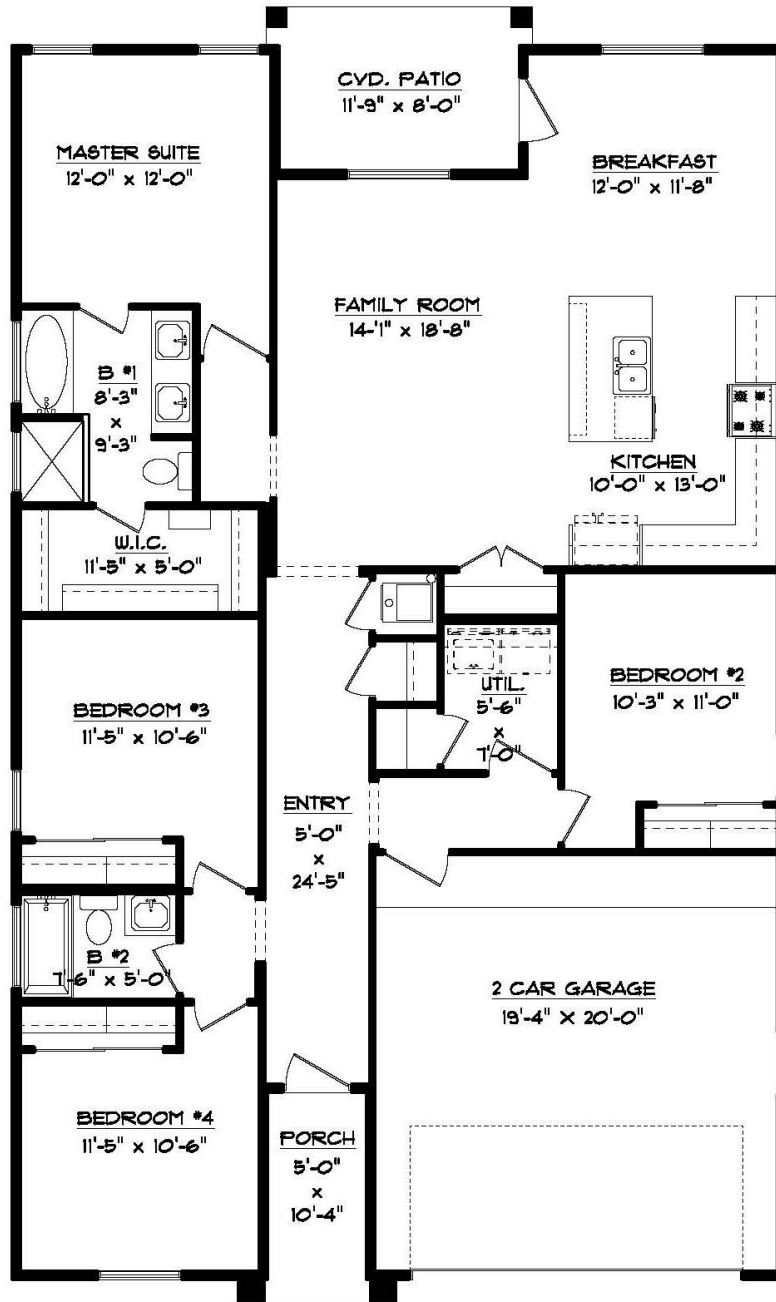 CVD. PATIO
11'-9" x 8'-0"
MASTER SUITE
12'-0" x 12'-0"
BREAKFAST
12'-0" x 11'-8"
FAMILY ROOM
14-'1" x 18'-8"
B #1
8'-3"
x
9'-3"
KITCHEN
10'-0" x 13'-0"
W.I.C.
11'-5" x 5'-0"
BEDROOM #2
10'-3" x 11'-0"
UTIL.
5'-6"
x
7'-0"
BEDROOM #3
11'-5" x 10'-6"
ENTRY
5'-0"
x
24'-5"
B #2
7'-6" x 5'-0"
2 CAR GARAGE
19'-4" X 20'-0"
BEDROOM #4
11'-5" x 10'-6"
PORCH
5'-0"
x
10'-4"